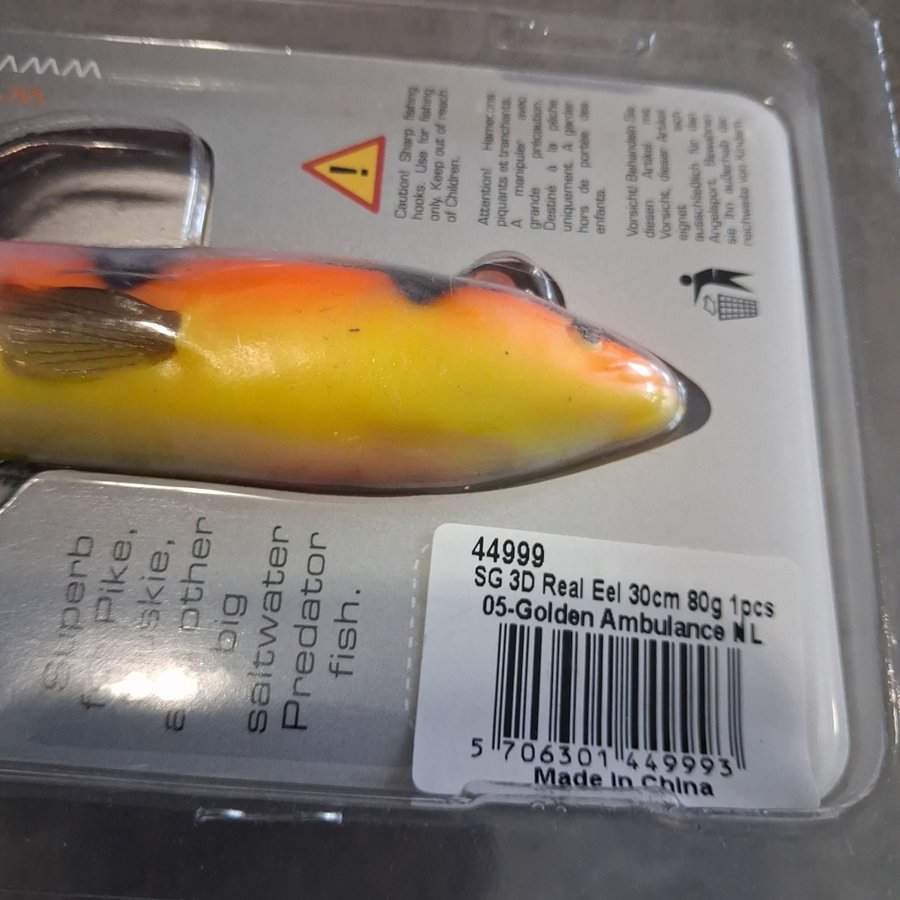 Caution! Sharp fishing
hooks. Use for fishing
only. Keep out of reach
of Children.
Attention! Hameçons
piquants et tranchants.
A manipuler avec
grande précaution.
Destiné à la pêche
uniquement. A garder
hors de portée des
enfants.
Vorsicht! Behandeln Sie
diesen Artikel mit
Vorsicht, dieser Artikel
eignet sich
ausschließlich für den
Angelsport. Bewahren
sie ihn außerhalb der
reichweite von Kindern.
Superb
Pike,
other
big
saltwater
Predator
fish.
44999
SG 3D Real Eel 30cm 80g 1pcs
05-Golden Ambulance NL
5 706301 449993
Made in China